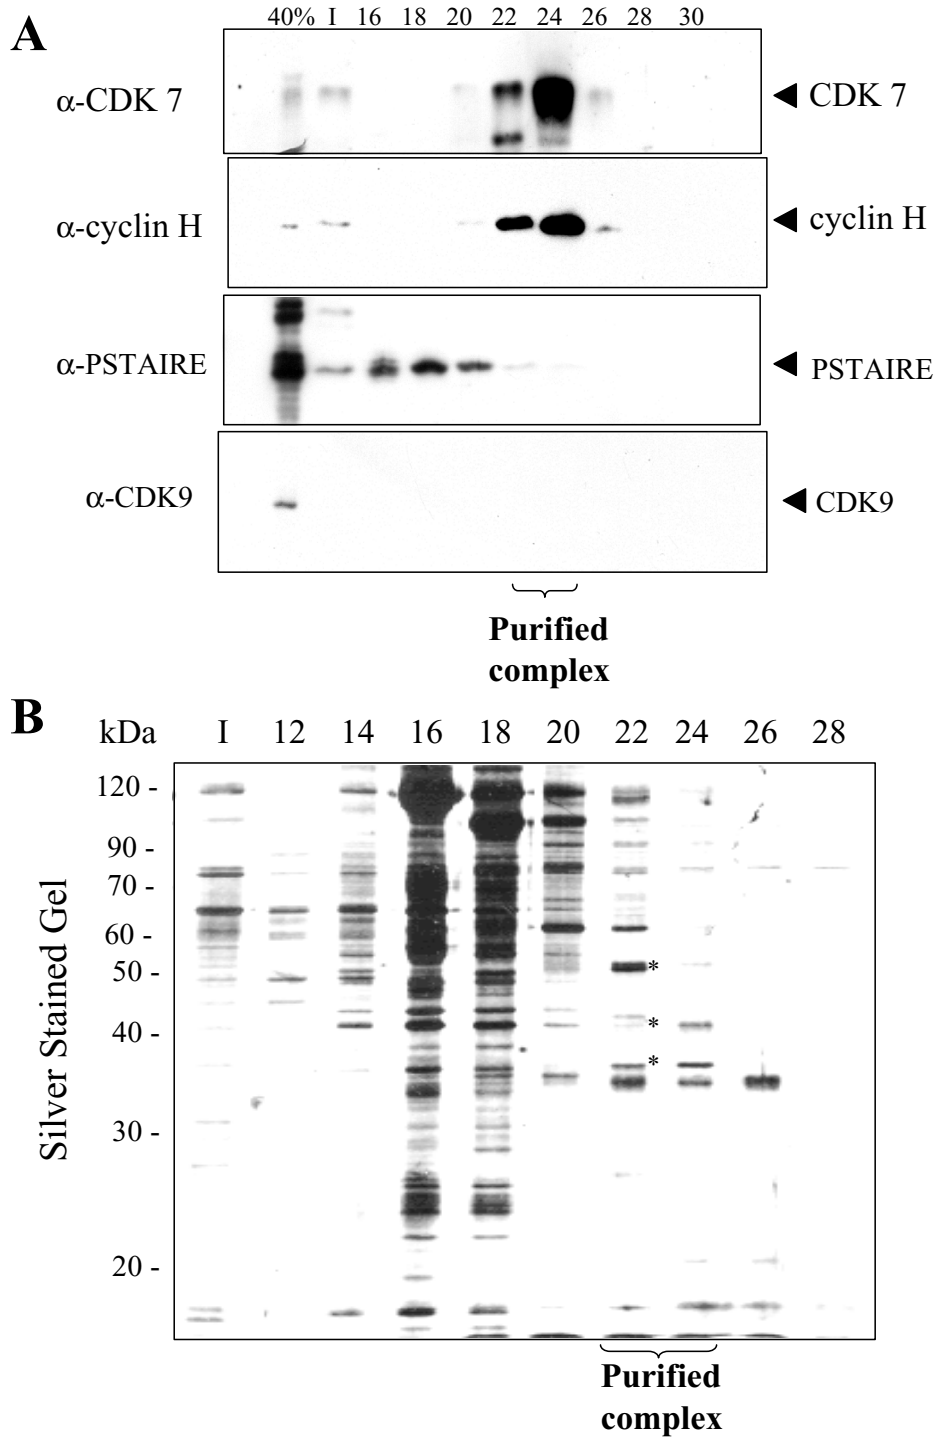 A
40% I 16 18 20 22 24 26 28 30
α-CDK 7
CDK 7
α-cyclin H
cyclin H
α-PSTAIRE
PSTAIRE
α-CDK9
CDK9
Purified
complex
B
kDa I 12 14 16 18 20 22 24 26 28
120 -
90 -
70 -
60 -
50 -
*
40 -
*
*
30 -
20 -
Silver Stained Gel
Purified
complex